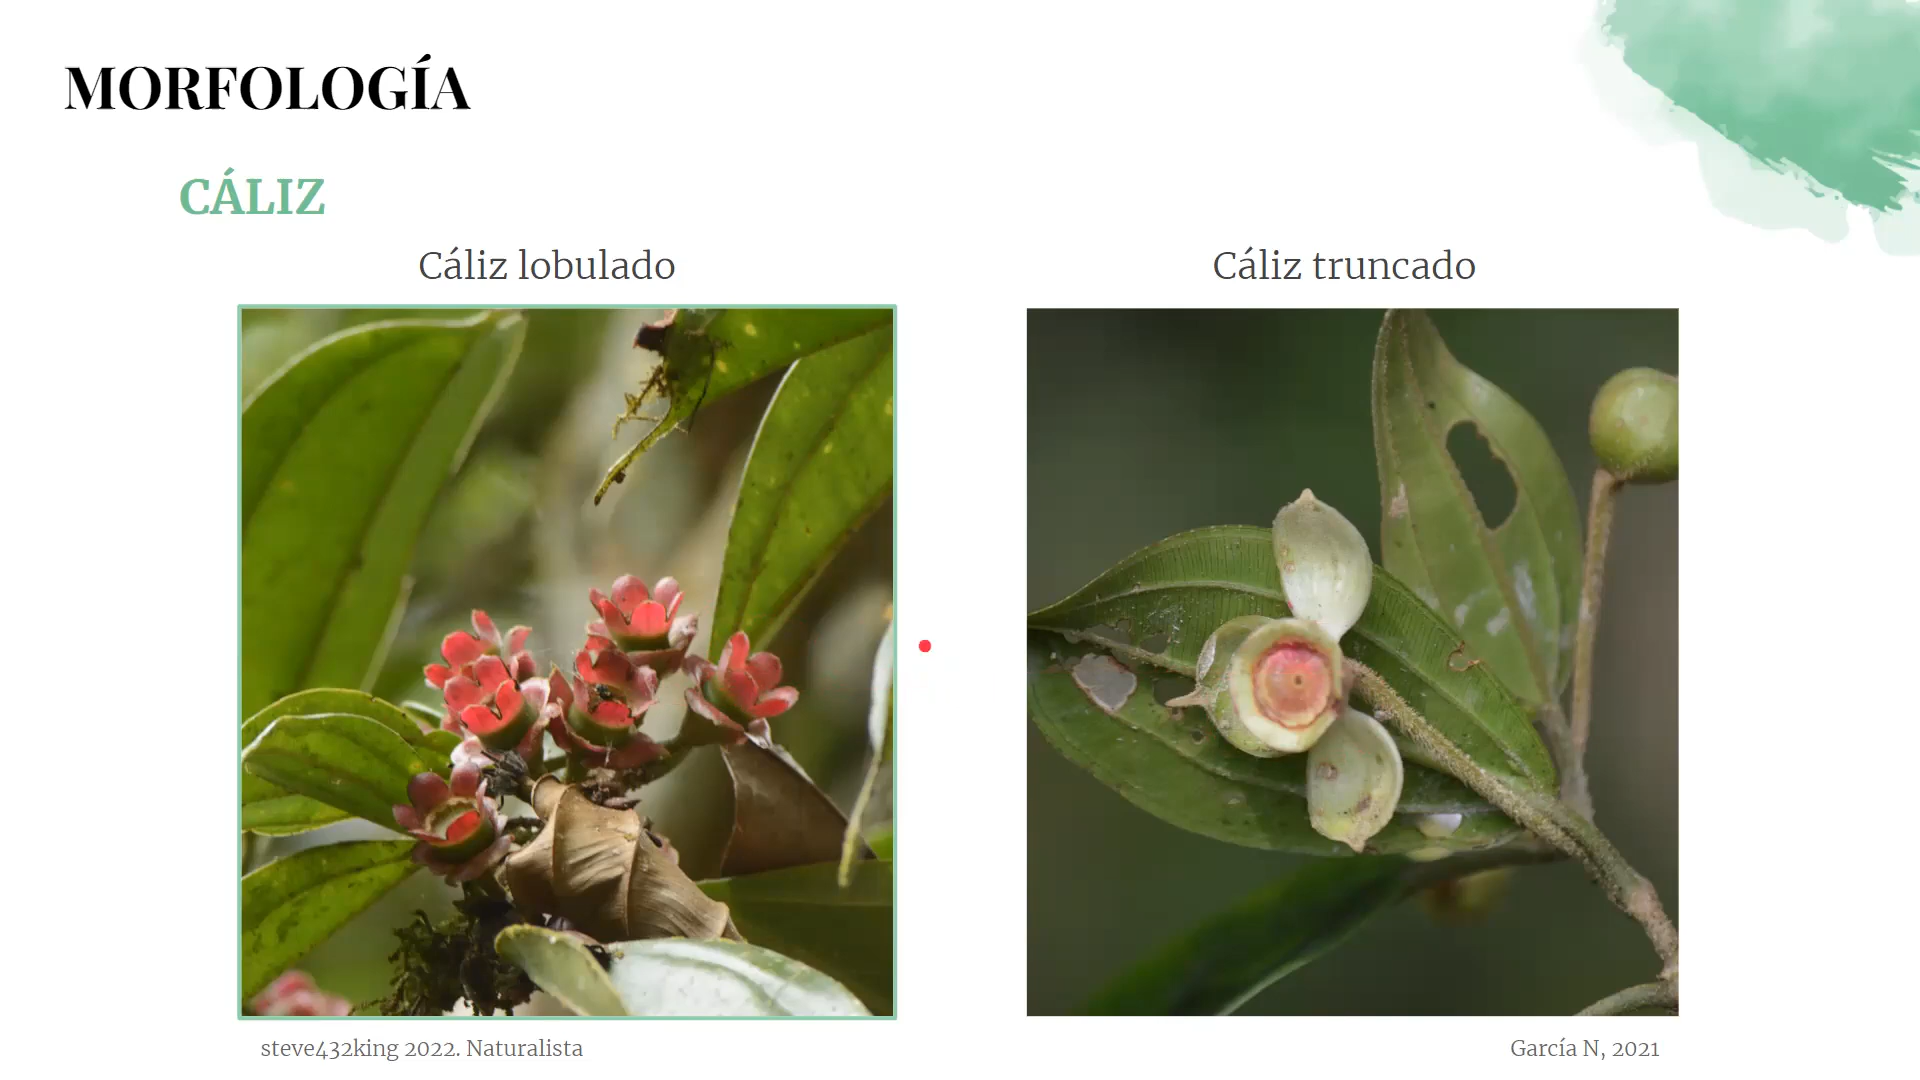 MORFOLOGÍA
CÁLIZ
Cáliz lobulado
Cáliz truncado
steve432king 2022. Naturalista
García N, 2021